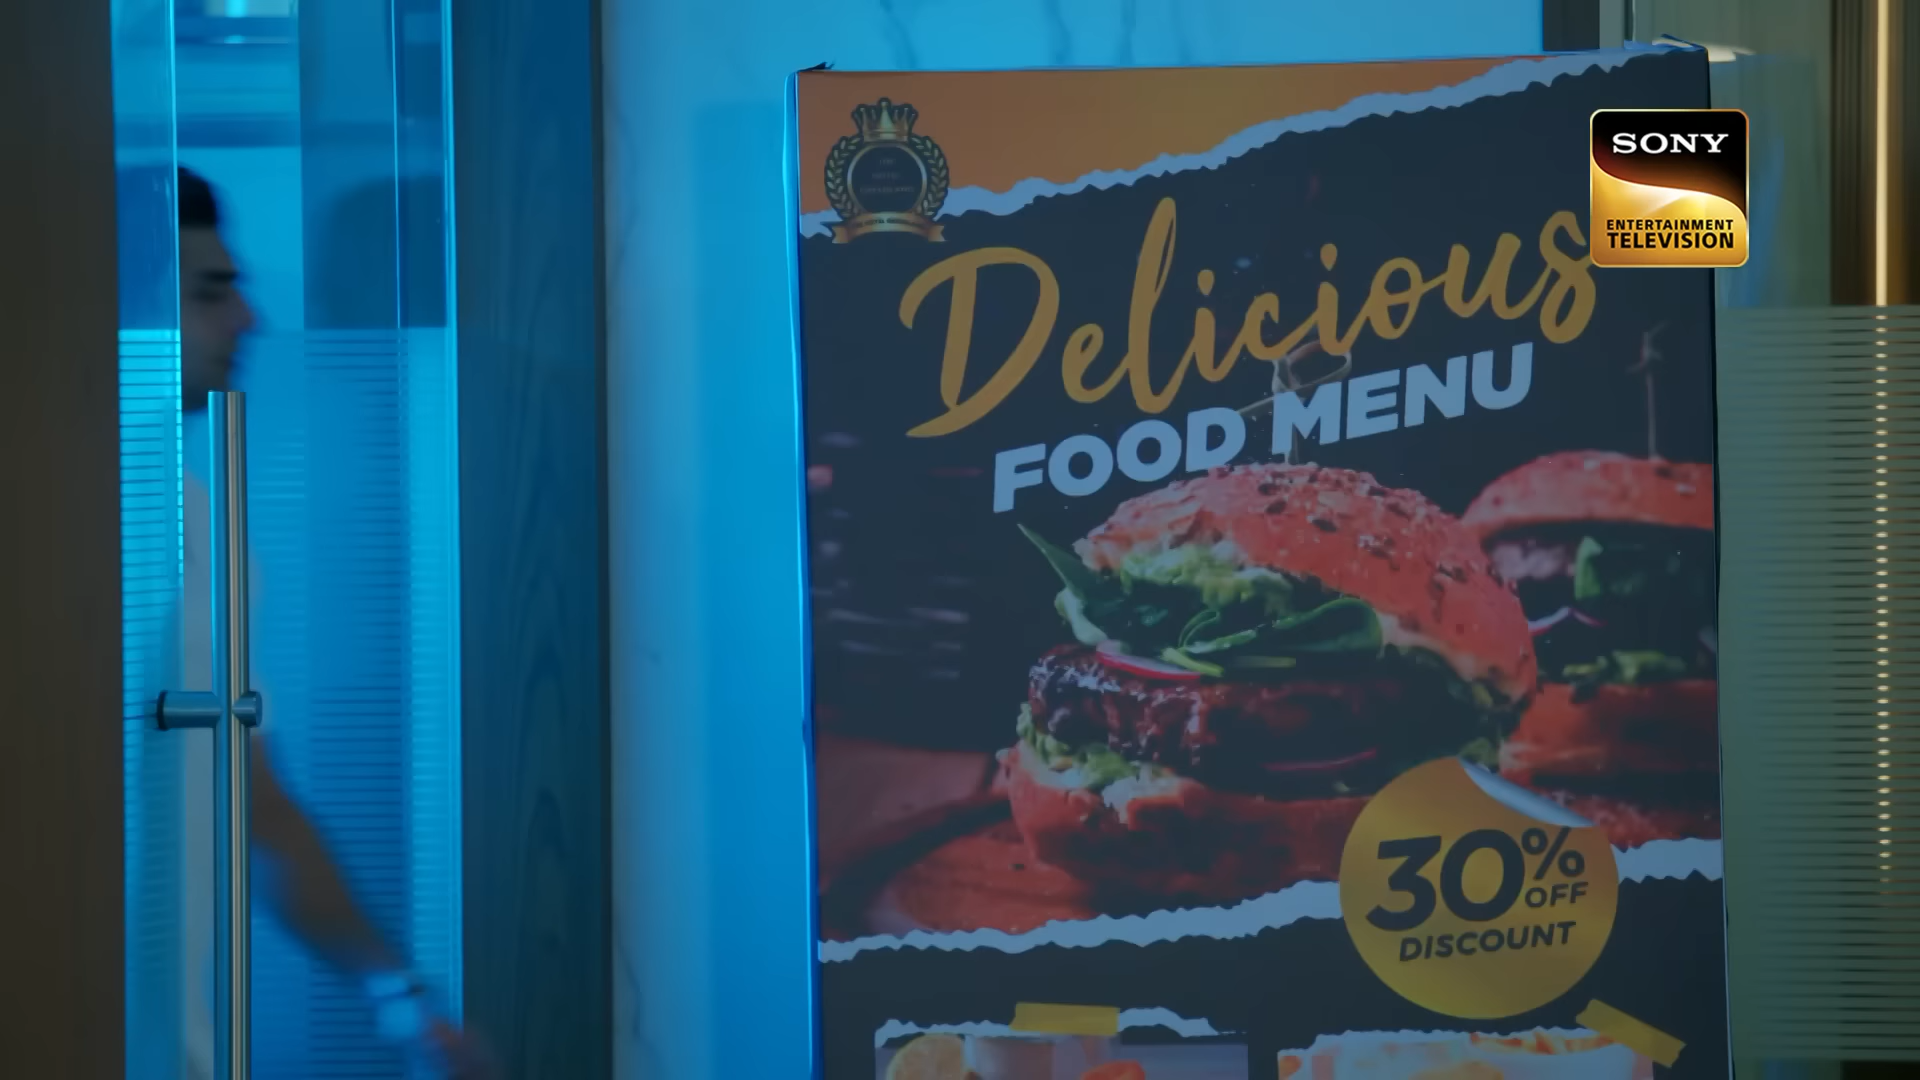 SONY
ENTERTAINMENT
TELEVISION
Delicious
FOOD MENU
30%
OFF
DISCOUNT